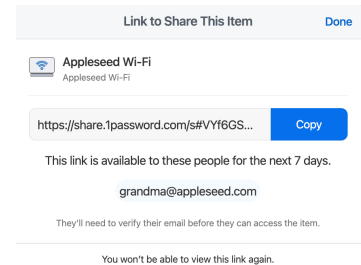 Link to Share This Item
Done
Appleseed Wi-Fi
Appleseed Wi-Fi
https://share.1password.com/s#VYf6GS...
Copy
This link is available to these people for the next 7 days.
grandma@appleseed.com
They'll need to verify their email before they can access the item.
You won't be able to view this link again.